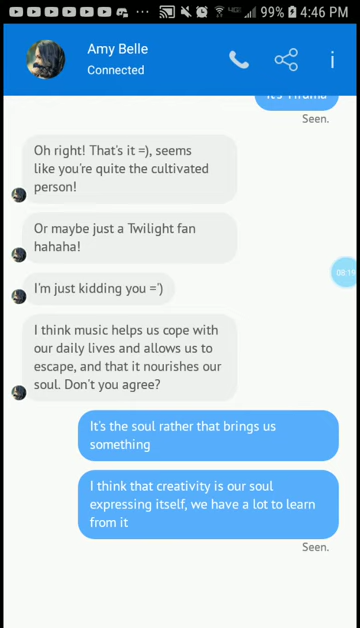 99% 4:46 PM
Amy Belle
Connected
It's Yiruma
Seen.
Oh right! That's it =), seems
like you're quite the cultivated
person!
Or maybe just a Twilight fan
hahaha!
I'm just kidding you =')
08:19
I think music helps us cope with
our daily lives and allows us to
escape, and that it nourishes our
soul. Don't you agree?
It's the soul rather that brings us
something
I think that creativity is our soul
expressing itself, we have a lot to learn
from it
Seen.